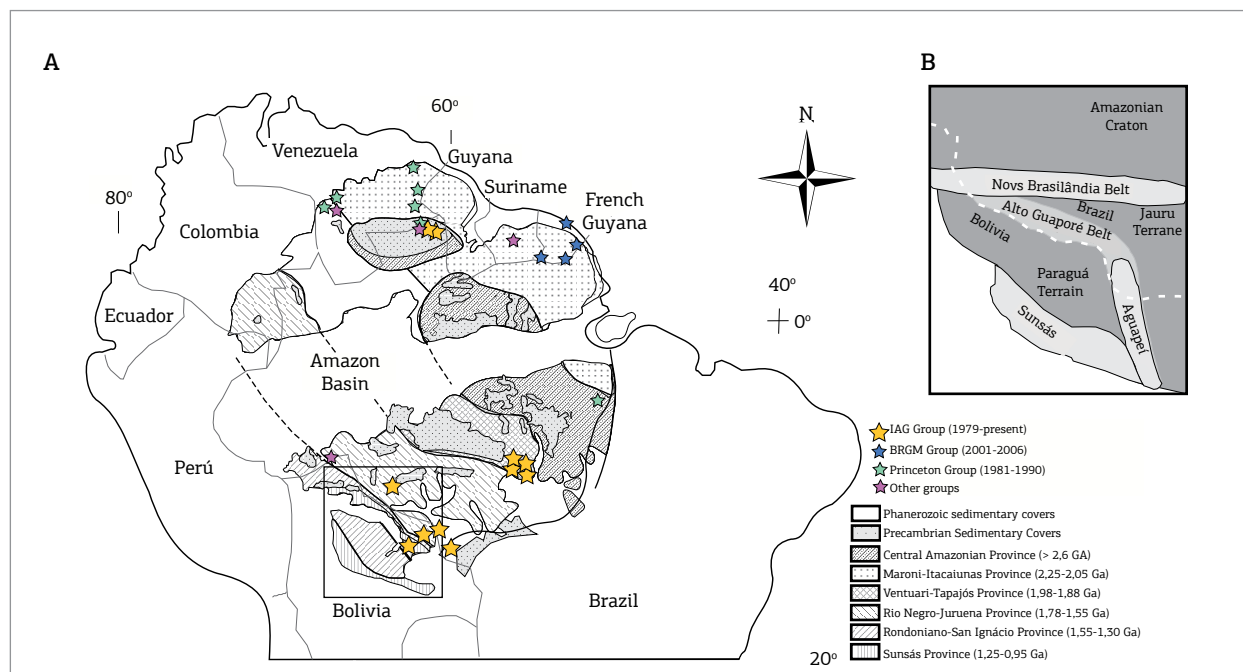 A
80º
60º
N
Venezuela
Guyana
Suriname
French
Guyana
Colombia
Ecuador
40º
0º
Amazon
Basin
Perú
Bolivia
Brazil
20º
B
Amazonian
Craton
Novs Brasilândia Belt
Brazil
Alto Guaporé Belt
Jauru
Terrane
Bolivia
Paraguá
Terrain
Sunsás
Aguapeí
IAG Group (1979-present)
BRGM Group (2001-2006)
Princeton Group (1981-1990)
Other groups
Phanerozoic sedimentary covers
Precambrian Sedimentary Covers
Central Amazonian Province (> 2,6 GA)
Maroni-Itacaiunas Province (2,25-2,05 Ga)
Ventuari-Tapajós Province (1,98-1,88 Ga)
Rio Negro-Juruena Province (1,78-1,55 Ga)
Rondoniano-San Ignácio Province (1,55-1,30 Ga)
Sunsás Province (1,25-0,95 Ga)